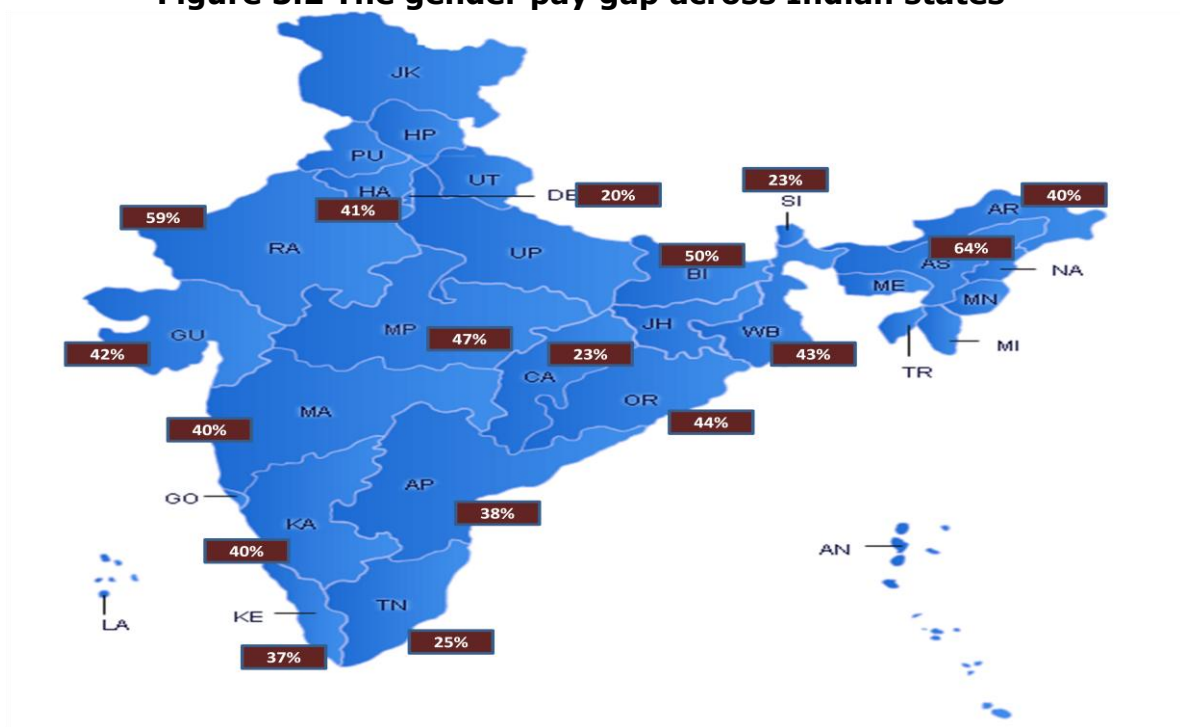 Figure 3.2 The gender pay gap across Indian states
JK
HP
PU
UT
HA
DE 20%
23%
SI
40%
AR
41%
59%
RA
UP
50%
BI
64%
AS
NA
ME
MN
GU
MP
47%
JH
WB
42%
23%
43%
MI
TR
CA
OR
MA
44%
40%
AP
GO
38%
KA
40%
AN
TN
KE
LA
25%
37%